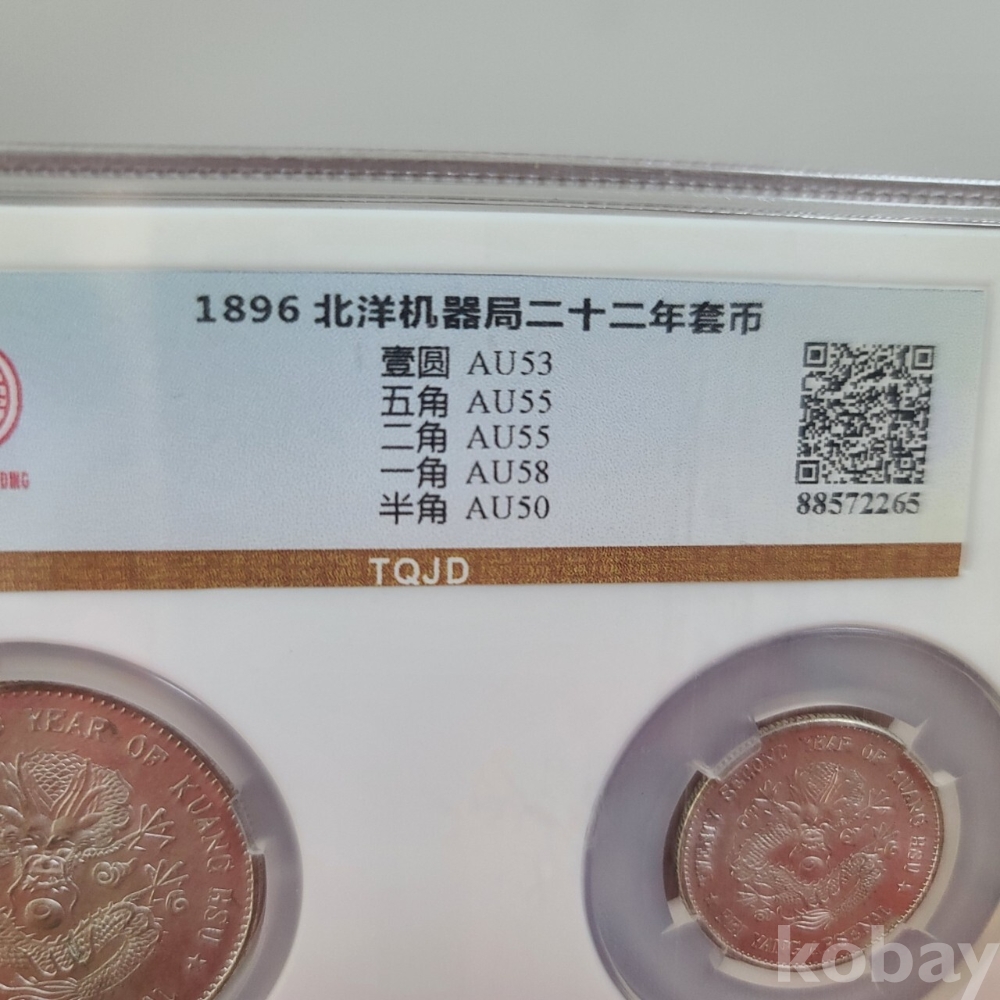 1896 北洋机器局二十二年套币
壹圆 AU53
五角 AU55
二角 AU55
一角 AU58
半角 AU50
88572265
TQJD
YEAR OF KUANG HSU
SECOND YEAR OF KUANG HSU
kobay